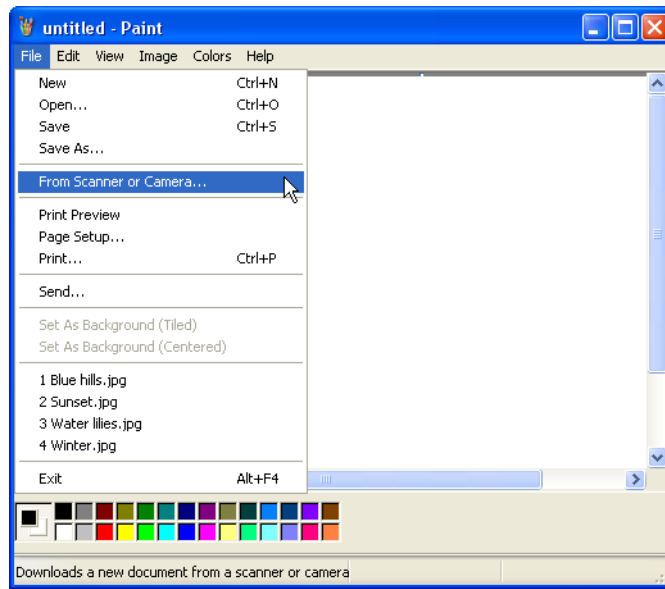 untitled - Paint
File Edit View Image Colors Help
New Ctrl+N
Open... Ctrl+O
Save Ctrl+S
Save As...
From Scanner or Camera...
Print Preview
Page Setup...
Print... Ctrl+P
Send...
Set As Background (Tiled)
Set As Background (Centered)
1 Blue hills.jpg
2 Sunset.jpg
3 Water lilies.jpg
4 Winter.jpg
Exit Alt+F4
Downloads a new document from a scanner or camera